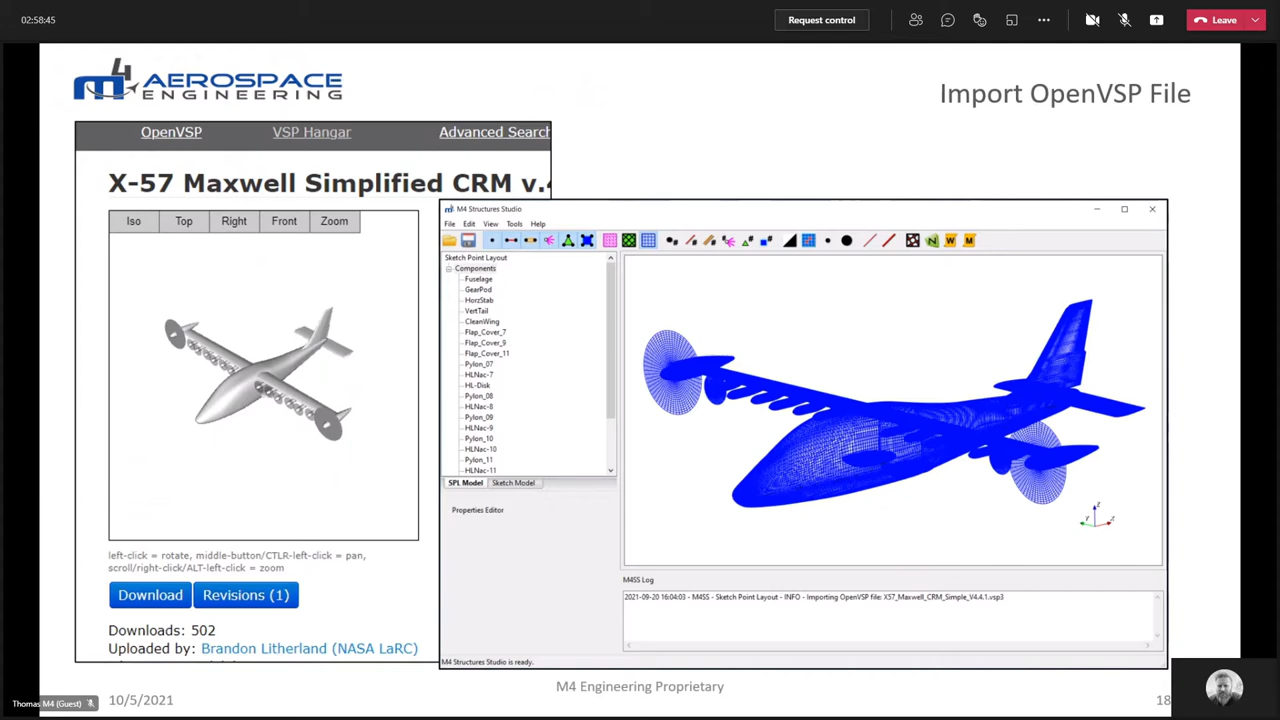 02:58:45
Request control
Leave
m4 AEROSPACE
ENGINEERING
Import OpenVSP File
OpenVSP VSP Hangar Advanced Search
X-57 Maxwell Simplified CRM v.4
Iso Top Right Front Zoom
left-click = rotate, middle-button/CTLR-left-click = pan,
scroll/right-click/ALT-left-click = zoom
Download Revisions (1)
Downloads: 502
Uploaded by: Brandon Litherland (NASA LaRC)
M4 Structures Studio
File Edit View Tools Help
Sketch Point Layout
Components
Fuselage
GearPod
HorzStab
VertTail
CleanWing
Flap_Cover_7
Flap_Cover_9
Flap_Cover_11
Pylon_07
HLNac-7
HL-Disk
Pylon_08
HLNac-8
Pylon_09
HLNac-9
Pylon_10
HLNac-10
Pylon_11
HLNac-11
SPL Model Sketch Model
Properties Editor
M4SS Log
2021-09-20 16:04:03 - M4SS - Sketch Point Layout - INFO - Importing OpenVSP file: X57_Maxwell_CRM_Simple_V4.4.1.vsp3
M4 Structures Studio is ready.
M4 Engineering Proprietary
Thomas M4 (Guest)
10/5/2021
18